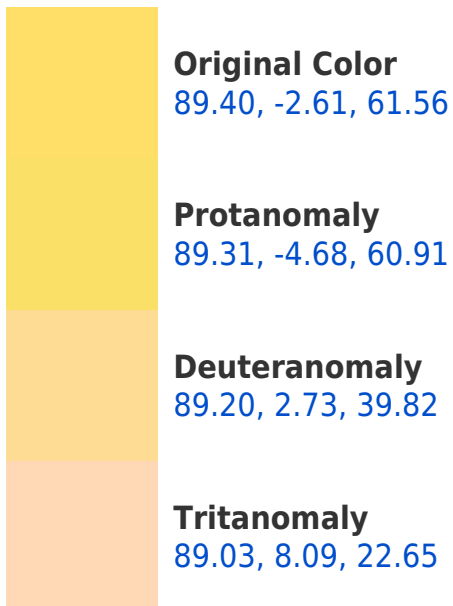 Original Color
89.40, -2.61, 61.56
Protanomaly
89.31, -4.68, 60.91
Deuteranomaly
89.20, 2.73, 39.82
Tritanomaly
89.03, 8.09, 22.65